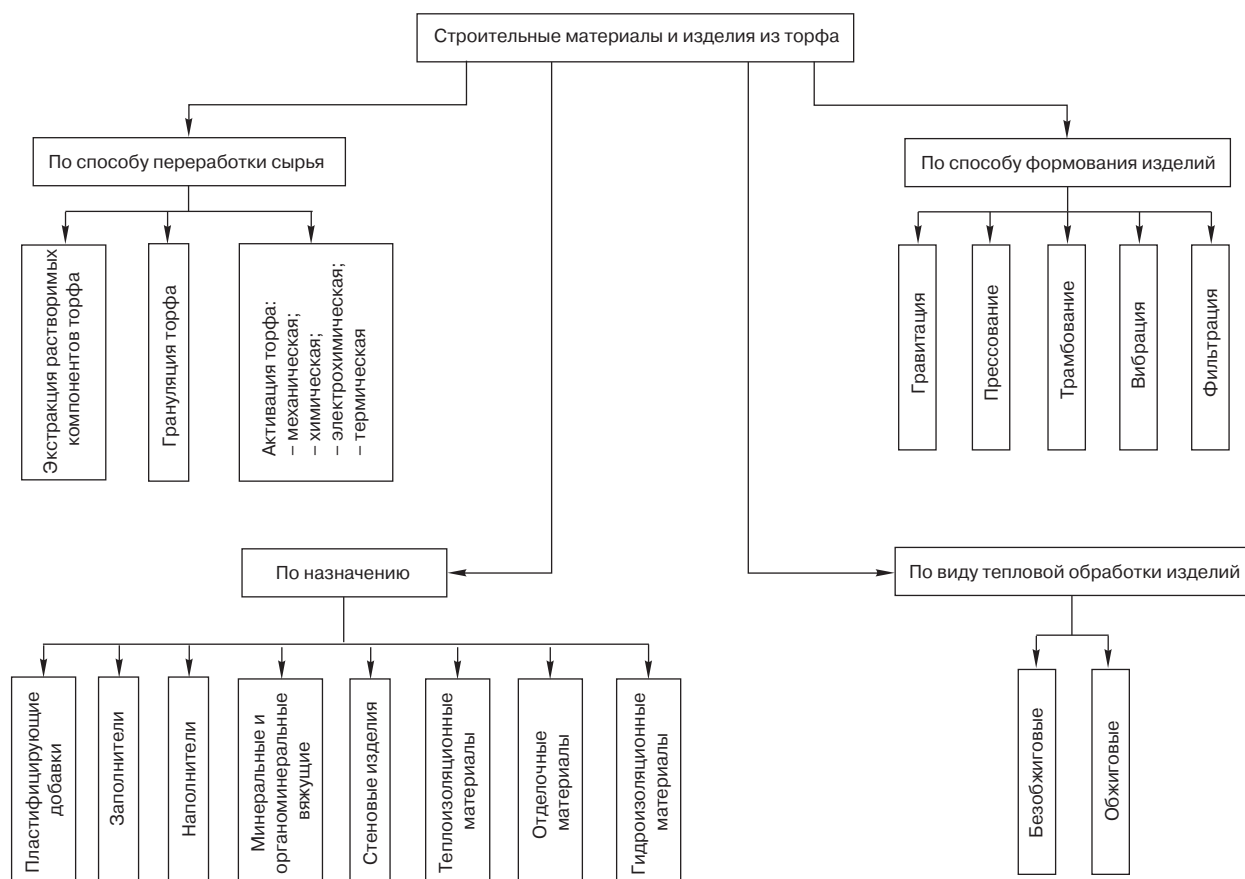 Строительные материалы и изделия из торфа
По способу переработки сырья
По способу формования изделий
Экстракция растворимых
компонентов торфа
Грануляция торфа
Активация торфа:
– механическая;
– химическая;
– электрохимическая;
– термическая
Гравитация
Прессование
Трамбование
Вибрация
Фильтрация
По назначению
По виду тепловой обработки изделий
Пластифицирующие
добавки
Заполнители
Наполнители
Минеральные и
органоминеральные
вяжущие
Стеновые изделия
Теплоизоляционные
материалы
Отделочные
материалы
Гидроизоляционные
материалы
Безобжиговые
Обжиговые